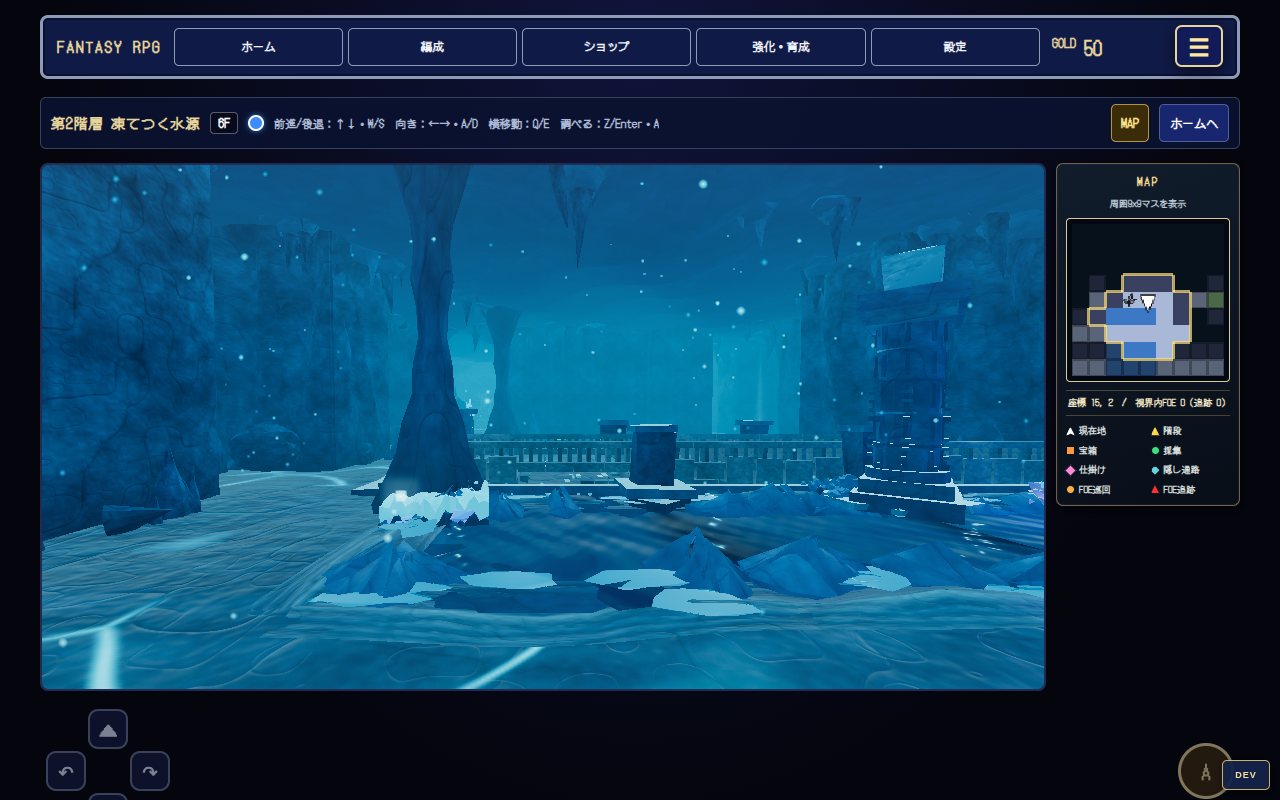 FANTASY RPG
ホーム
編成
ショップ
強化・育成
設定
GOLD 50
第2階層 凍てつく水源
6F
前進/後退：↑↓・W/S 向き：←→・A/D 横移動：Q/E 調べる：Z/Enter・A
MAP
ホームへ
MAP
周囲9x9マスを表示
座標 15, 2 / 視界内FOE 0 (追跡 0)
現在地
階段
宝箱
採集
仕掛け
隠し通路
FOE巡回
FOE追跡
A
DEV